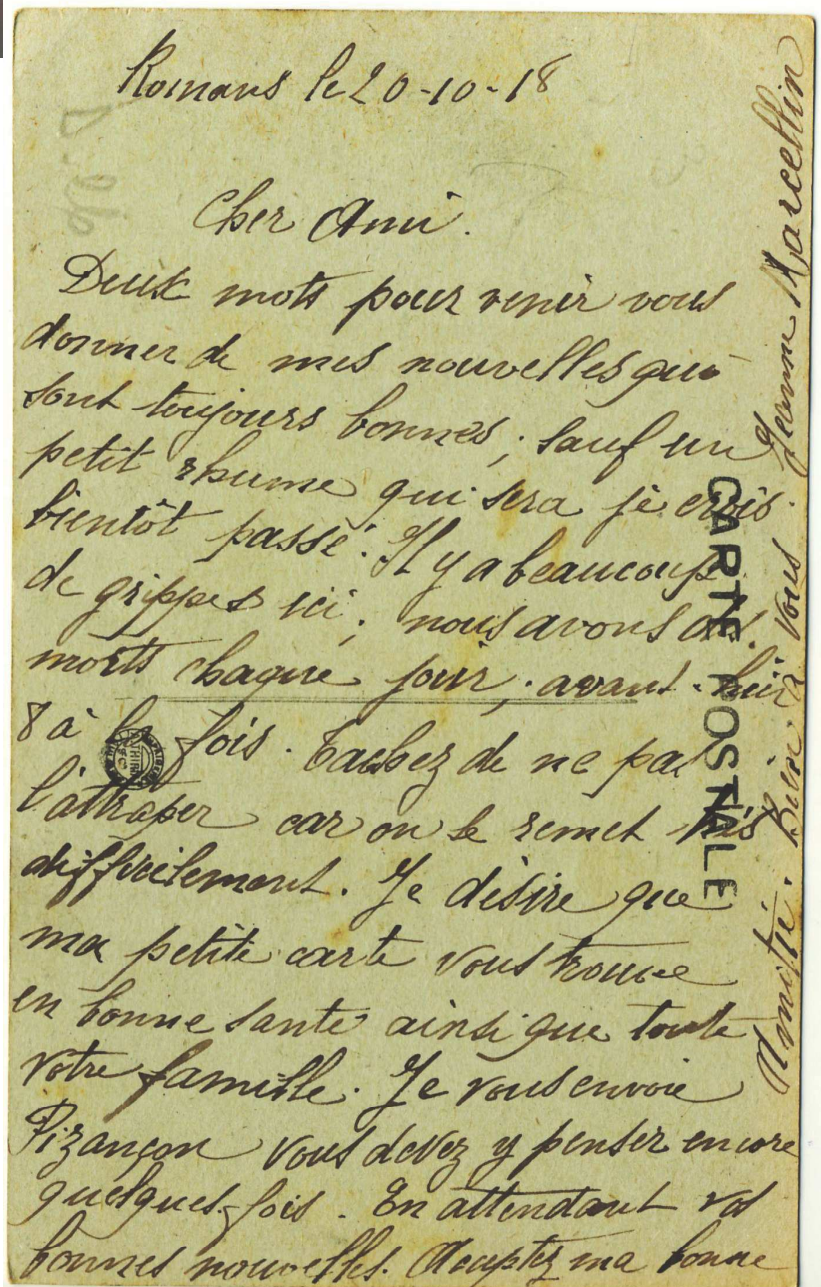 Romans le 20-10-18
Cher Ami.
Deux mots pour venir vous
donner de mes nouvelles qui
sont toujours bonnes ; sauf un
petit rhume qui sera je crois
bientôt passé. Il y a beaucoup
de grippes ici ; nous avons des
morts chaque jour ; avant-hier
8 à la fois. Tachez de ne pas
l'attraper car on se remet très
difficilement. Je désire que
ma petite carte vous trouve
en bonne santé ainsi que toute
votre famille. Je vous envoie
Pizançon vous devez y penser encore
quelques fois. En attendant vos
bonnes nouvelles. Acceptez ma bonne
Amitié. Bien à vous. Jeanne Marcellin
CARTE POSTALE